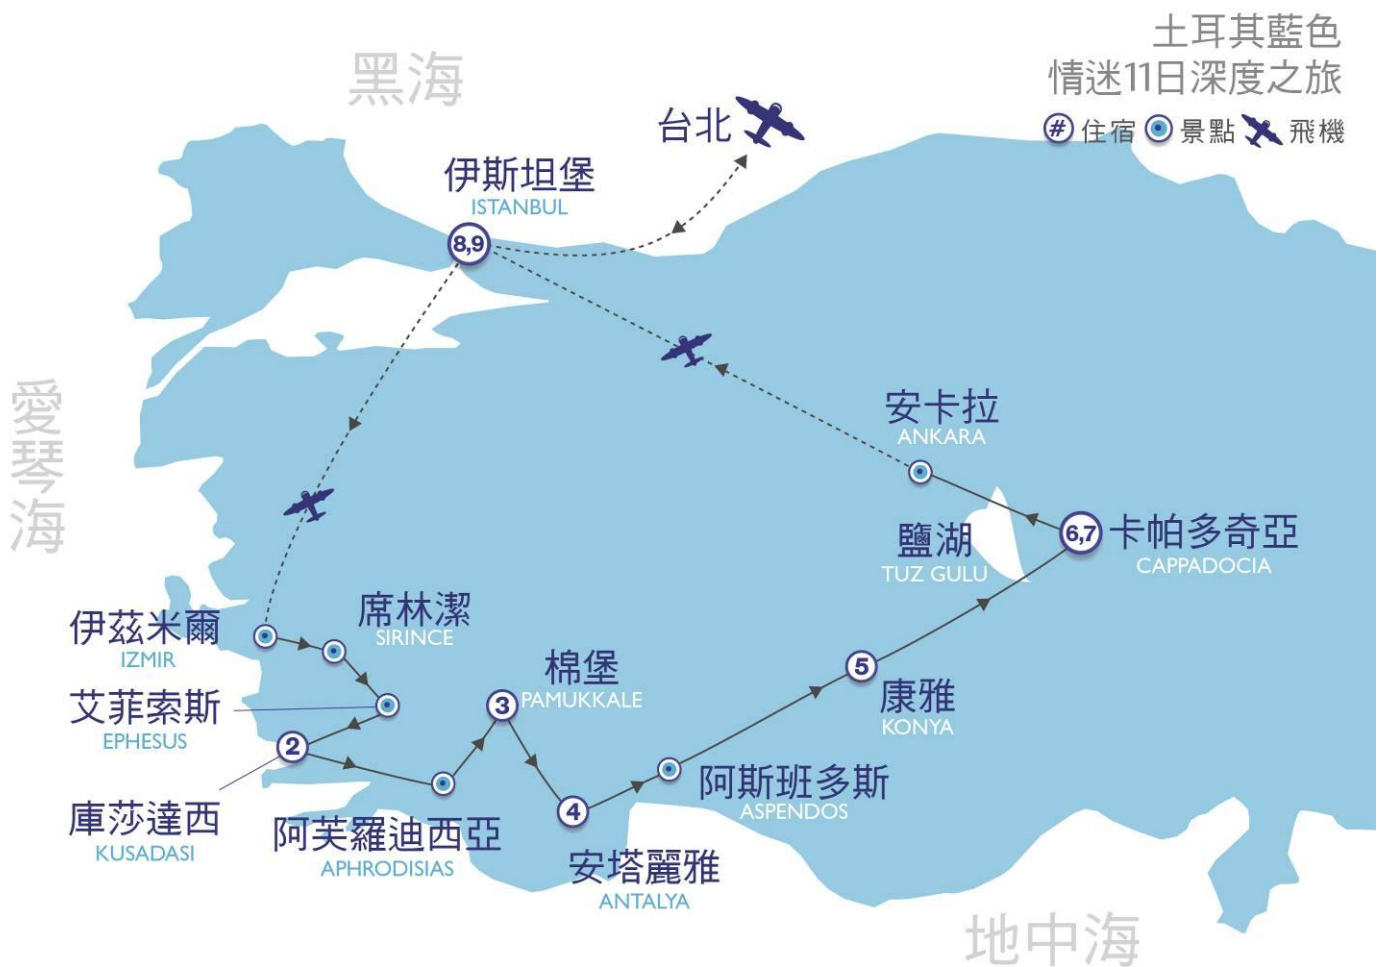 土耳其藍色
情迷11日深度之旅
# 住宿 景點 飛機
黑海
台北
伊斯坦堡
ISTANBUL
8,9
愛琴海
安卡拉
ANKARA
鹽湖
TUZ GULU
6,7
卡帕多奇亞
CAPPADOCIA
伊茲米爾
IZMIR
席林潔
SIRINCE
艾菲索斯
EPHESUS
2
庫莎達西
KUSADASI
阿芙羅迪西亞
APHRODISIAS
3
棉堡
PAMUKKALE
4
安塔麗雅
ANTALYA
阿斯班多斯
ASPENDOS
5
康雅
KONYA
地中海